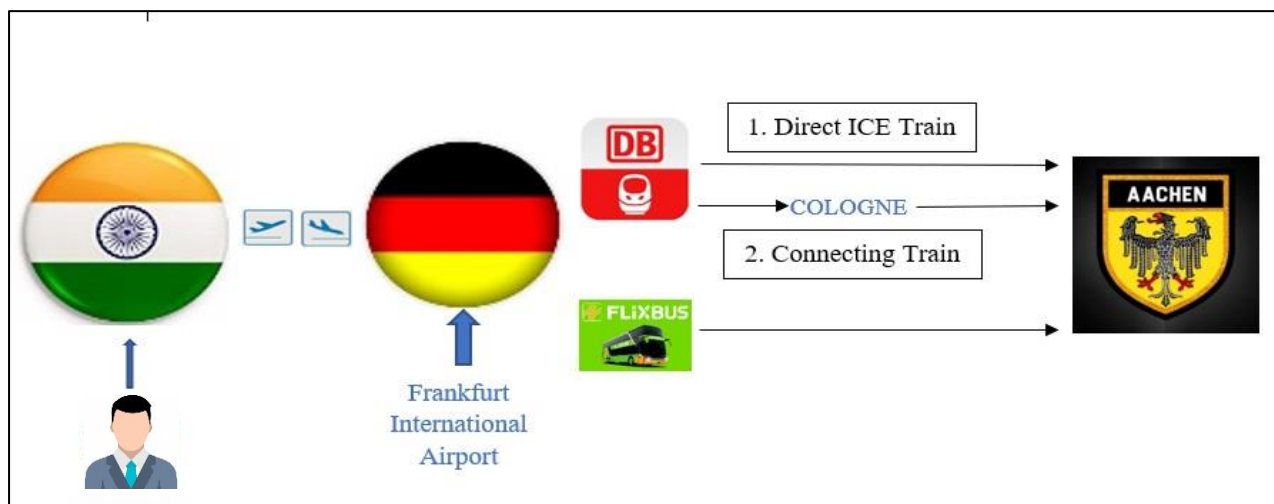 1. Direct ICE Train
DB
AACHEN
COLOGNE
2. Connecting Train
FLiXBUS
Frankfurt
International
Airport